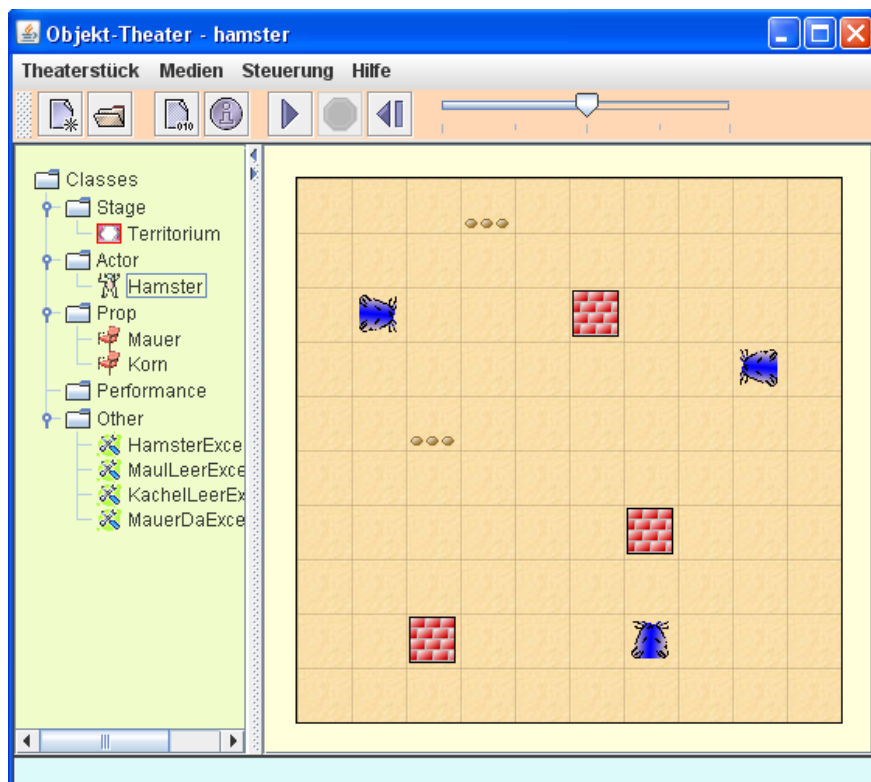 Objekt-Theater - hamster
Theaterstück Medien Steuerung Hilfe
010
Classes
Stage
Territorium
Actor
Hamster
Prop
Mauer
Korn
Performance
Other
HamsterExce
MaulLeerExce
KachelLeerEx
MauerDaExce